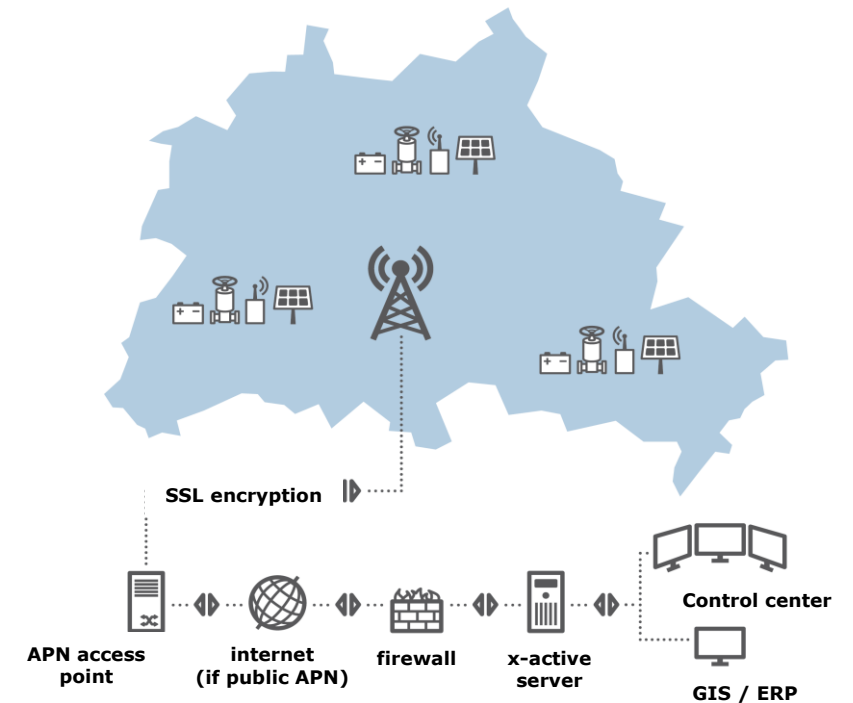 SSL encryption
APN access
point
internet
(if public APN)
firewall
x-active
server
Control center
GIS / ERP